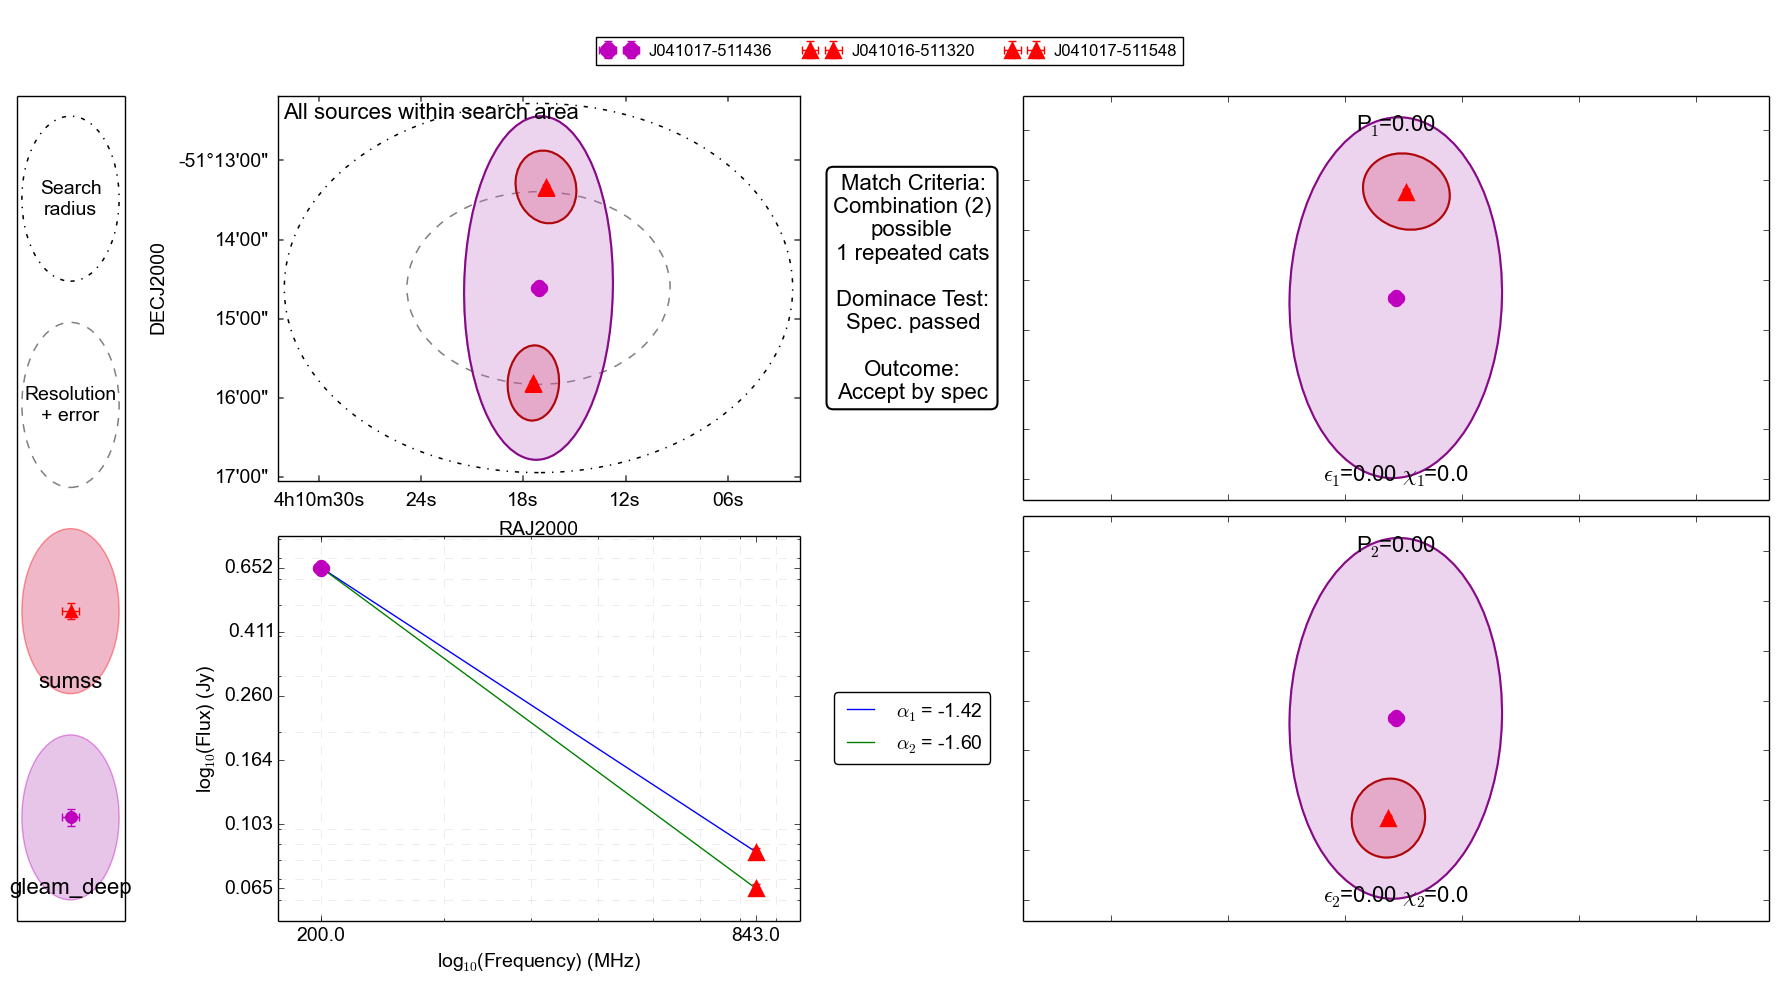 J041017-511436 J041016-511320 J041017-511548
Search
radius
Resolution
+ error
sumss
gleam_deep
All sources within search area
DECJ2000
-51°13'00"
14'00"
15'00"
16'00"
17'00"
4h10m30s 24s 18s 12s 06s
RAJ2000
Match Criteria:
Combination (2)
possible
1 repeated cats
Dominace Test:
Spec. passed
Outcome:
Accept by spec
P₁=0.00
ϵ₁=0.00 χ₁=0.0
P₂=0.00
ϵ₂=0.00 χ₂=0.0
log₁₀(Flux) (Jy)
0.652
0.411
0.260
0.164
0.103
0.065
200.0 843.0
log₁₀(Frequency) (MHz)
α₁ = -1.42
α₂ = -1.60